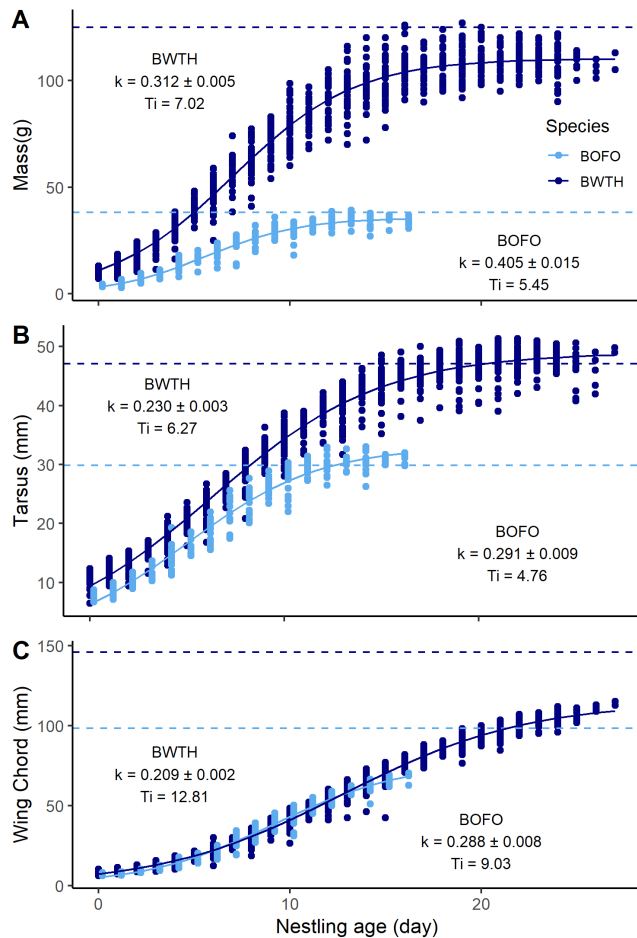 A
Mass(g)
100
50
0
BWTH
k = 0.312 ± 0.005
Ti = 7.02
Species
BOFO
BWTH
BOFO
k = 0.405 ± 0.015
Ti = 5.45
B
Tarsus (mm)
50
40
30
20
10
BWTH
k = 0.230 ± 0.003
Ti = 6.27
BOFO
k = 0.291 ± 0.009
Ti = 4.76
C
Wing Chord (mm)
150
100
50
0
BWTH
k = 0.209 ± 0.002
Ti = 12.81
BOFO
k = 0.288 ± 0.008
Ti = 9.03
0 10 20
Nestling age (day)